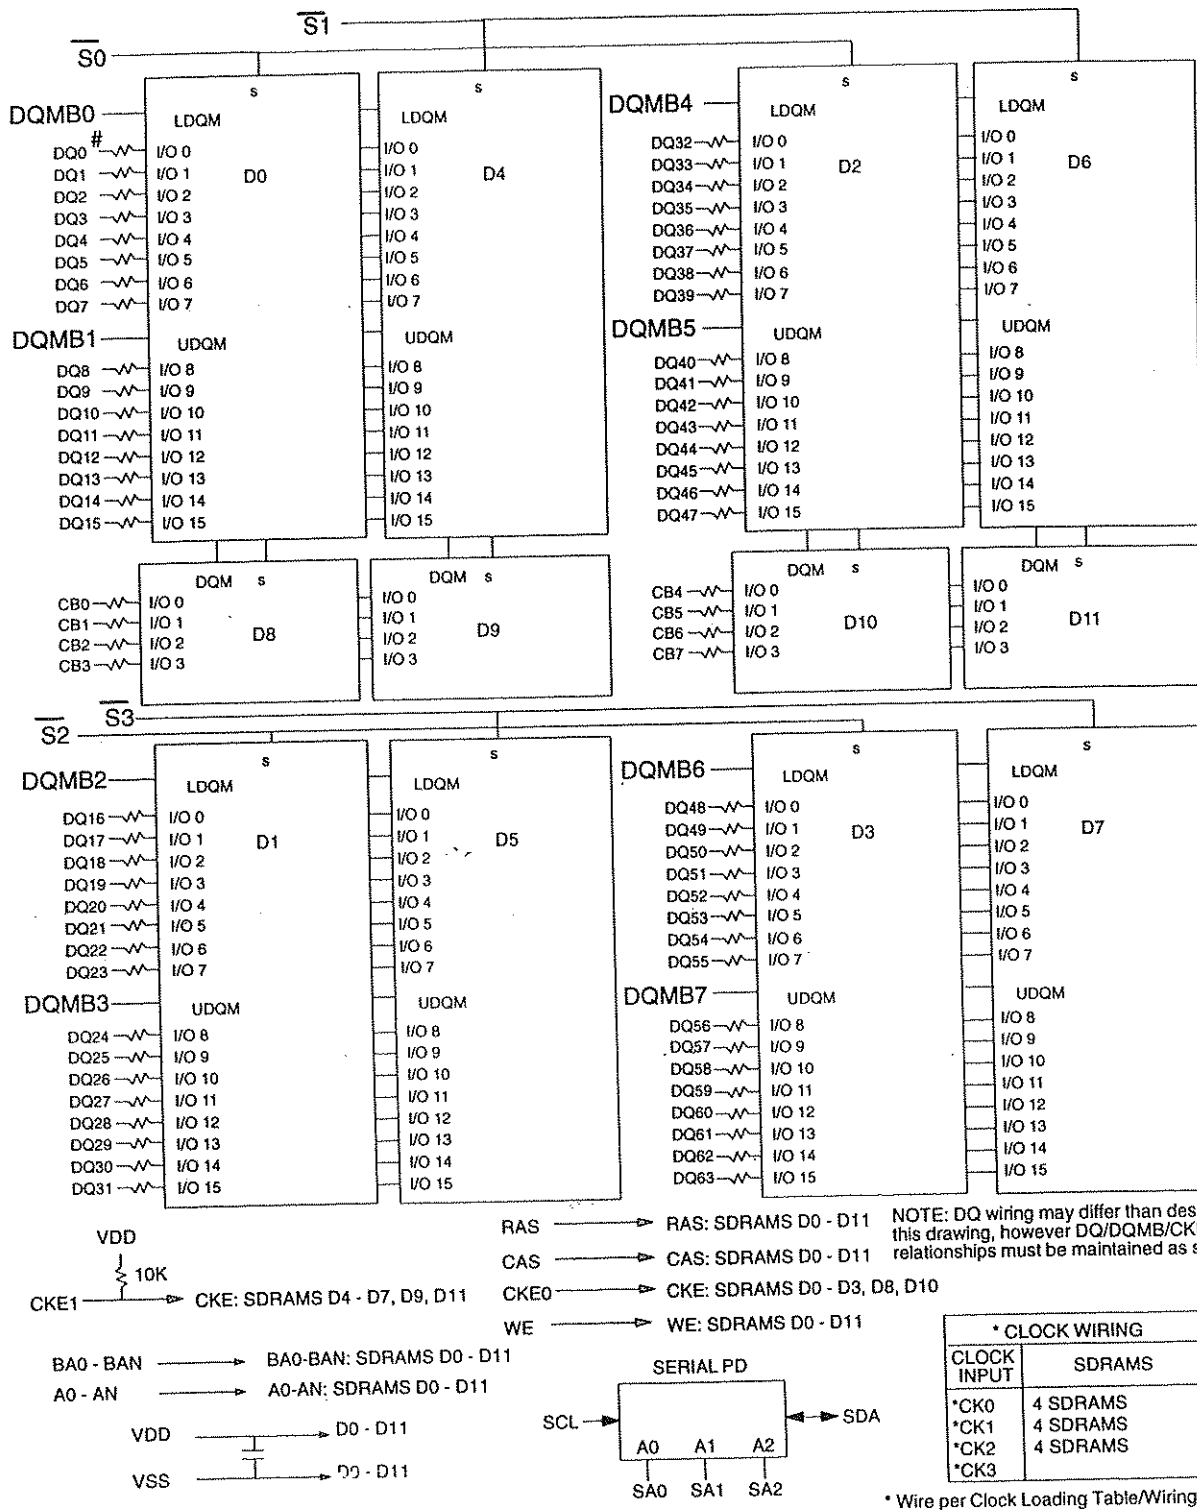 S1
S0
s s s s
DQMB0 LDQM LDQM DQMB4 LDQM LDQM
#
DQ0 I/O 0 I/O 0 DQ32 I/O 0 I/O 0
DQ1 I/O 1 D0 I/O 1 D4 DQ33 I/O 1 D2 I/O 1 D6
DQ2 I/O 2 I/O 2 DQ34 I/O 2 I/O 2
DQ3 I/O 3 I/O 3 DQ35 I/O 3 I/O 3
DQ4 I/O 4 I/O 4 DQ36 I/O 4 I/O 4
DQ5 I/O 5 I/O 5 DQ37 I/O 5 I/O 5
DQ6 I/O 6 I/O 6 DQ38 I/O 6 I/O 6
DQ7 I/O 7 I/O 7 DQ39 I/O 7 I/O 7
DQMB1 UDQM UDQM DQMB5 UDQM UDQM
DQ8 I/O 8 I/O 8 DQ40 I/O 8 I/O 8
DQ9 I/O 9 I/O 9 DQ41 I/O 9 I/O 9
DQ10 I/O 10 I/O 10 DQ42 I/O 10 I/O 10
DQ11 I/O 11 I/O 11 DQ43 I/O 11 I/O 11
DQ12 I/O 12 I/O 12 DQ44 I/O 12 I/O 12
DQ13 I/O 13 I/O 13 DQ45 I/O 13 I/O 13
DQ14 I/O 14 I/O 14 DQ46 I/O 14 I/O 14
DQ15 I/O 15 I/O 15 DQ47 I/O 15 I/O 15
DQM s DQM s DQM s DQM s
CB0 I/O 0 I/O 0 CB4 I/O 0 I/O 0
CB1 I/O 1 I/O 1 CB5 I/O 1 I/O 1
CB2 I/O 2 D8 I/O 2 D9 CB6 I/O 2 D10 I/O 2 D11
CB3 I/O 3 I/O 3 CB7 I/O 3 I/O 3
S3
S2
s s s s
DQMB2 LDQM LDQM DQMB6 LDQM LDQM
DQ16 I/O 0 I/O 0 DQ48 I/O 0 I/O 0
DQ17 I/O 1 D1 I/O 1 D5 DQ49 I/O 1 D3 I/O 1 D7
DQ18 I/O 2 I/O 2 DQ50 I/O 2 I/O 2
DQ19 I/O 3 I/O 3 DQ51 I/O 3 I/O 3
DQ20 I/O 4 I/O 4 DQ52 I/O 4 I/O 4
DQ21 I/O 5 I/O 5 DQ53 I/O 5 I/O 5
DQ22 I/O 6 I/O 6 DQ54 I/O 6 I/O 6
DQ23 I/O 7 I/O 7 DQ55 I/O 7 I/O 7
DQMB3 UDQM UDQM DQMB7 UDQM UDQM
DQ24 I/O 8 I/O 8 DQ56 I/O 8 I/O 8
DQ25 I/O 9 I/O 9 DQ57 I/O 9 I/O 9
DQ26 I/O 10 I/O 10 DQ58 I/O 10 I/O 10
DQ27 I/O 11 I/O 11 DQ59 I/O 11 I/O 11
DQ28 I/O 12 I/O 12 DQ60 I/O 12 I/O 12
DQ29 I/O 13 I/O 13 DQ61 I/O 13 I/O 13
DQ30 I/O 14 I/O 14 DQ62 I/O 14 I/O 14
DQ31 I/O 15 I/O 15 DQ63 I/O 15 I/O 15
RAS RAS: SDRAMS D0 - D11
CAS CAS: SDRAMS D0 - D11
CKE0 CKE: SDRAMS D0 - D3, D8, D10
WE WE: SDRAMS D0 - D11
NOTE: DQ wiring may differ than des
this drawing, however DQ/DQMB/CK
relationships must be maintained as s
VDD
10K
CKE1 CKE: SDRAMS D4 - D7, D9, D11
BA0 - BAN BA0-BAN: SDRAMS D0 - D11
A0 - AN A0-AN: SDRAMS D0 - D11
VDD D0 - D11
VSS D0 - D11
SERIAL PD
SCL SDA
A0 A1 A2
SA0 SA1 SA2
* CLOCK WIRING
CLOCK INPUT SDRAMS
*CK0 4 SDRAMS
*CK1 4 SDRAMS
*CK2 4 SDRAMS
*CK3
* Wire per Clock Loading Table/Wiring